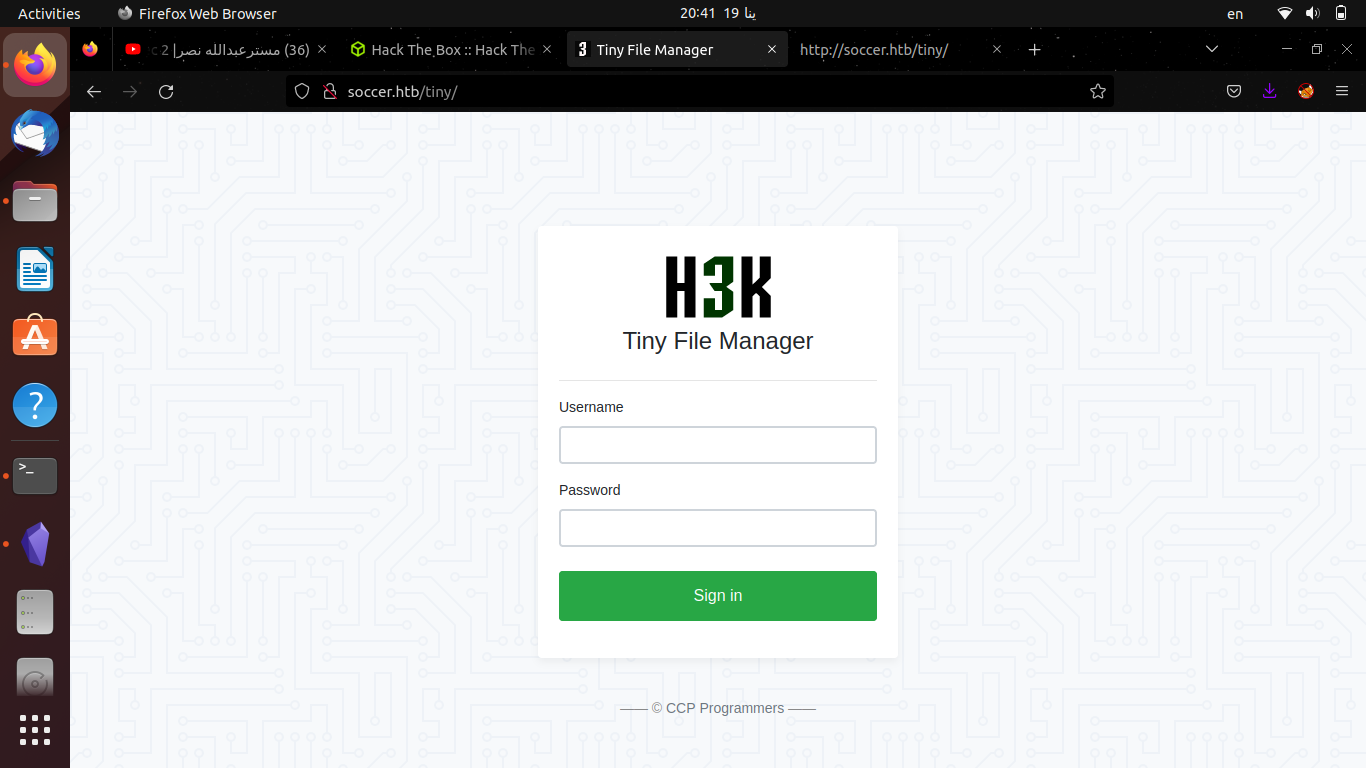 Activities Firefox Web Browser 20:41 19 ينا en
(36) مسترعبدالله نصر| 2 c Hack The Box :: Hack The Tiny File Manager http://soccer.htb/tiny/
soccer.htb/tiny/
H3K
Tiny File Manager
Username
Password
Sign in
—— © CCP Programmers ——